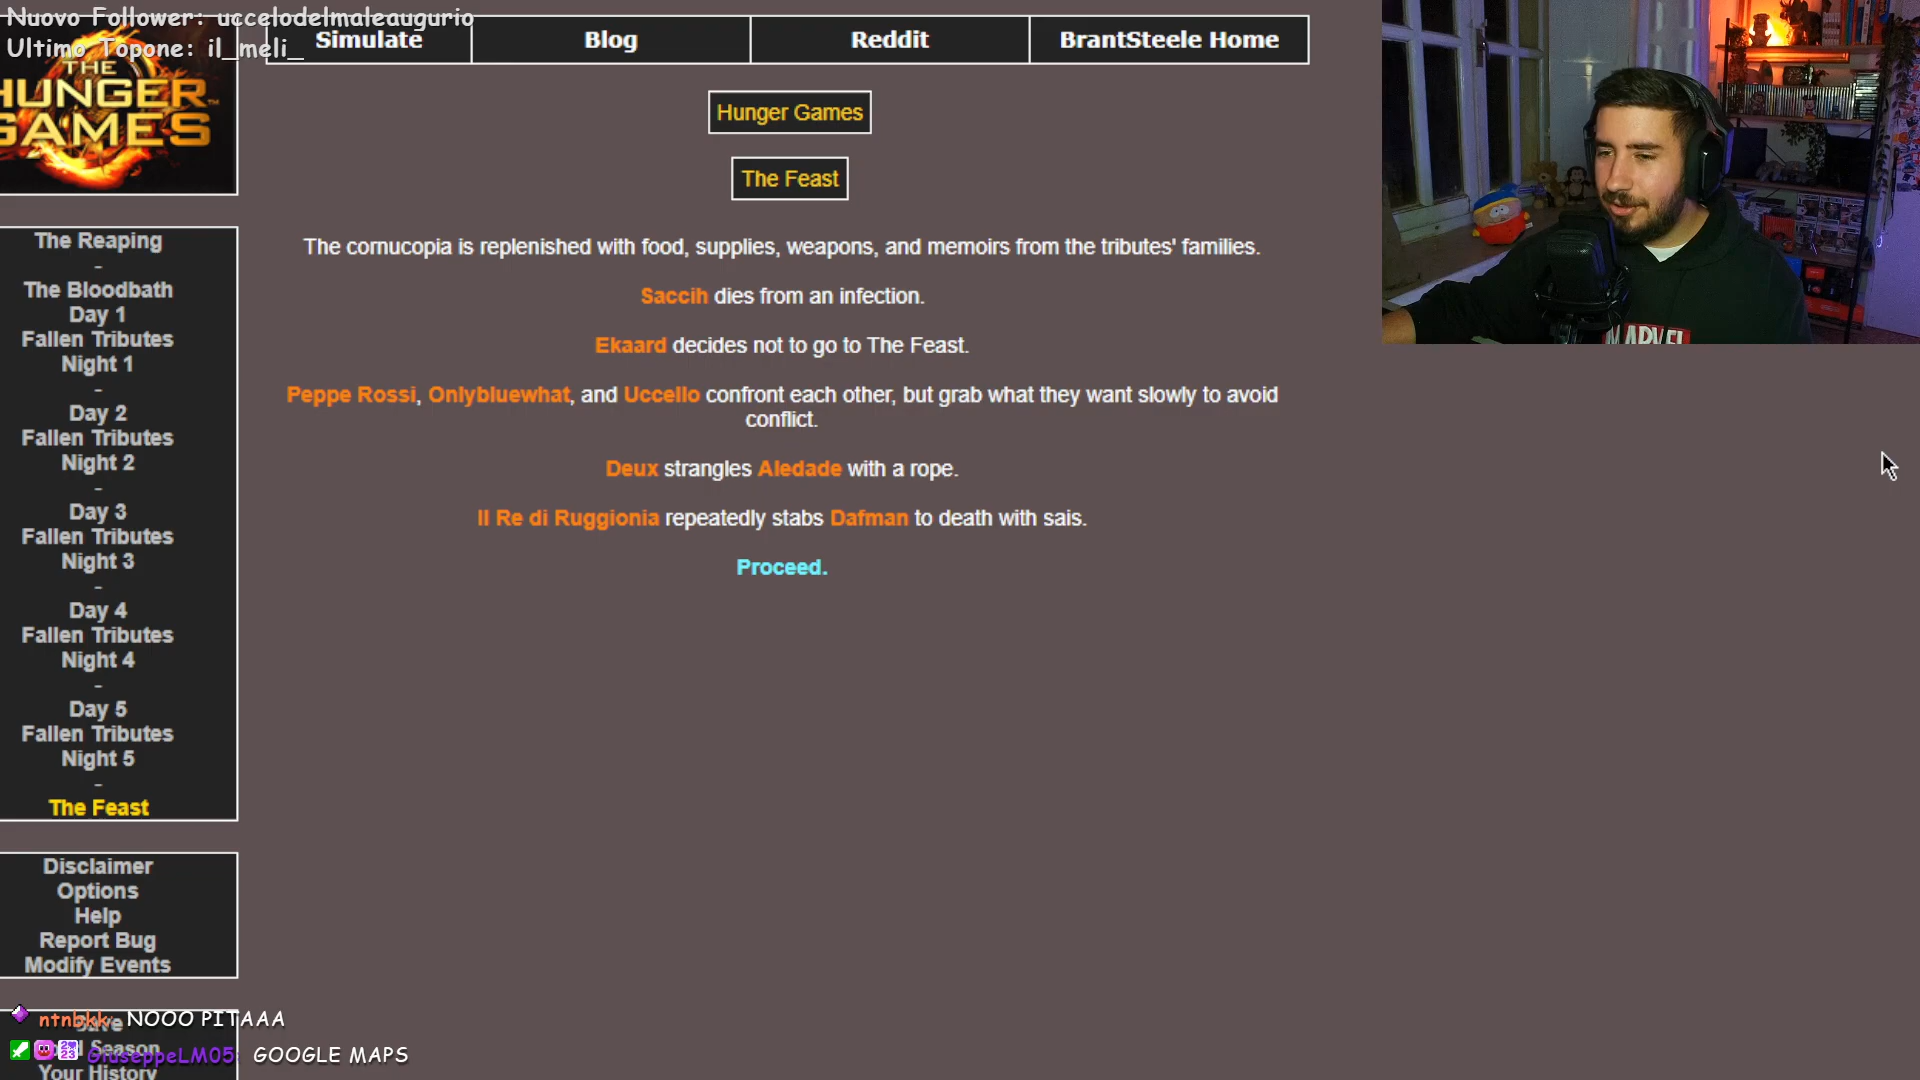 Nuovo Follower: uccelodelmaleaugurio
Ultimo Topone: il_meli_
THE
HUNGER
GAMES
Simulate
Blog
Reddit
BrantSteele Home
Hunger Games
The Feast
The cornucopia is replenished with food, supplies, weapons, and memoirs from the tributes' families.
Saccih dies from an infection.
Ekaard decides not to go to The Feast.
Peppe Rossi, Onlybluewhat, and Uccello confront each other, but grab what they want slowly to avoid
conflict.
Deux strangles Aledade with a rope.
Il Re di Ruggionia repeatedly stabs Dafman to death with sais.
Proceed.
The Reaping
-
The Bloodbath
Day 1
Fallen Tributes
Night 1
-
Day 2
Fallen Tributes
Night 2
-
Day 3
Fallen Tributes
Night 3
-
Day 4
Fallen Tributes
Night 4
-
Day 5
Fallen Tributes
Night 5
-
The Feast
Disclaimer
Options
Help
Report Bug
Modify Events
Season
Your History
ntnbkk: NOOO PITAAA
GiuseppeLM05: GOOGLE MAPS
MARVEL